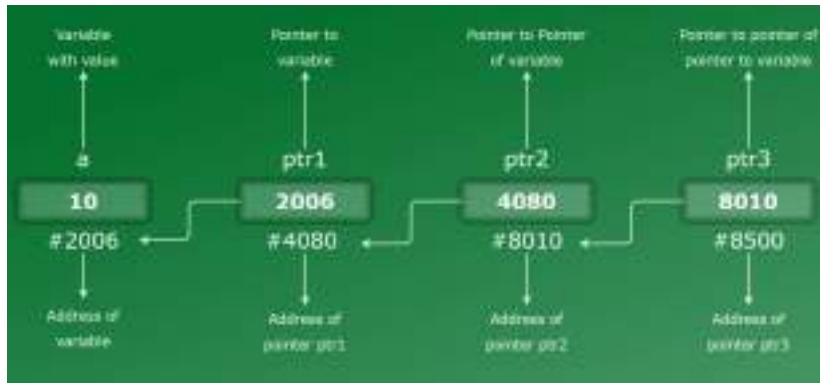 Variable
with value
Pointer to
variable
Pointer to Pointer
of variable
Pointer to pointer of
pointer to variable
a
ptr1
ptr2
ptr3
10
2006
4080
8010
#2006
#4080
#8010
#8500
Address of
variable
Address of
pointer ptr1
Address of
pointer ptr2
Address of
pointer ptr3